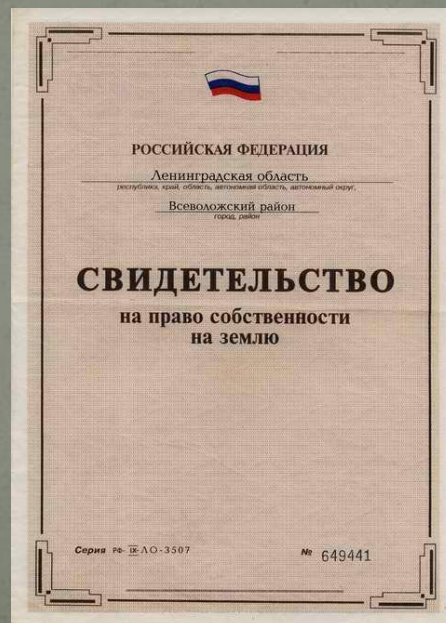 РОССИЙСКАЯ ФЕДЕРАЦИЯ
Ленинградская область
республика, край, область, автономная область, автономный округ,
Всеволожский район
город, район
СВИДЕТЕЛЬСТВО
на право собственности
на землю
Серия РФ- IX-ЛО-3507 № 649441